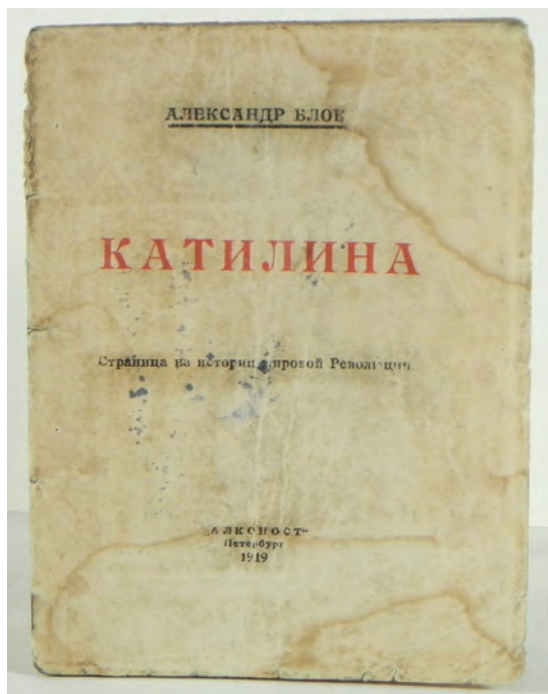 АЛЕКСАНДР БЛОК
КАТИЛИНА
Страница из истории мировой Революции
„АЛКОНОСТ“
Петербург
1919